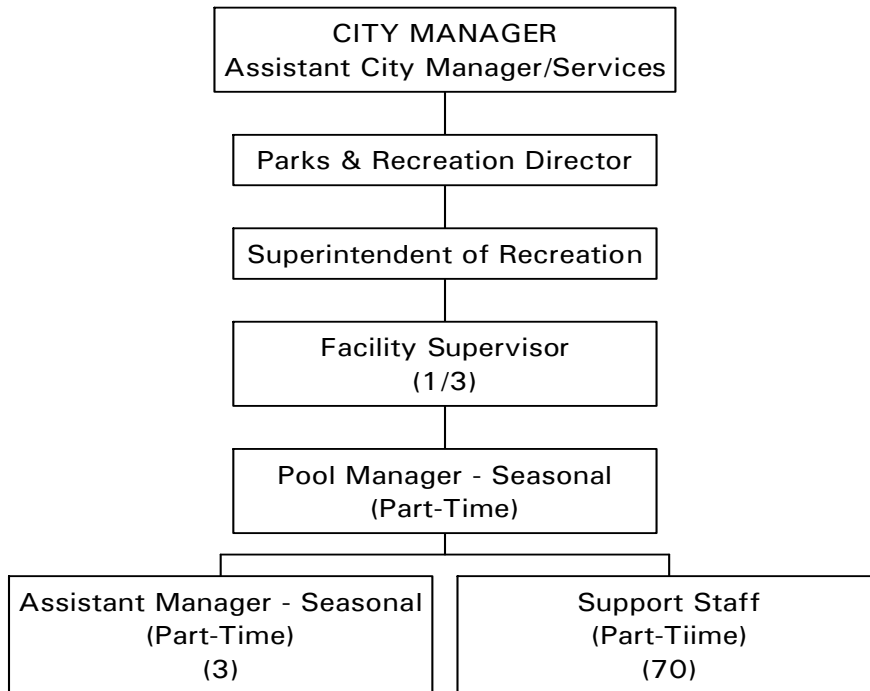 CITY MANAGER
Assistant City Manager/Services
Parks & Recreation Director
Superintendent of Recreation
Facility Supervisor
(1/3)
Pool Manager - Seasonal
(Part-Time)
Assistant Manager - Seasonal
(Part-Time)
(3)
Support Staff
(Part-Tiime)
(70)